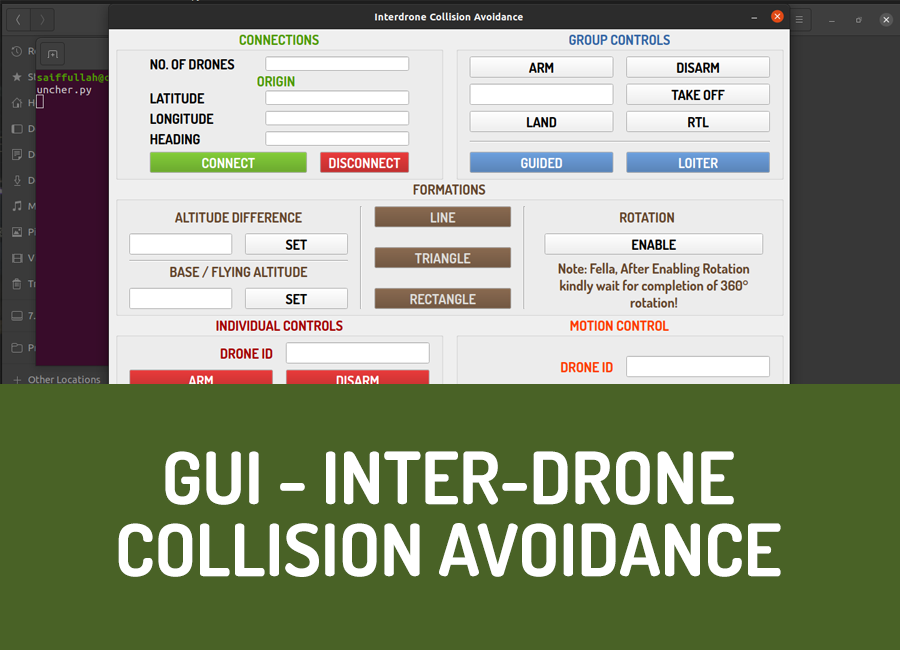 Interdrone Collision Avoidance
CONNECTIONS
NO. OF DRONES
ORIGIN
LATITUDE
LONGITUDE
HEADING
CONNECT DISCONNECT
GROUP CONTROLS
ARM DISARM
TAKE OFF
LAND RTL
GUIDED LOITER
FORMATIONS
ALTITUDE DIFFERENCE
SET
BASE / FLYING ALTITUDE
SET
LINE
TRIANGLE
RECTANGLE
ROTATION
ENABLE
Note: Fella, After Enabling Rotation
kindly wait for completion of 360°
rotation!
INDIVIDUAL CONTROLS
DRONE ID
ARM DISARM
MOTION CONTROL
DRONE ID
saiffullah@
uncher.py
Other Locations
GUI - INTER-DRONE
COLLISION AVOIDANCE